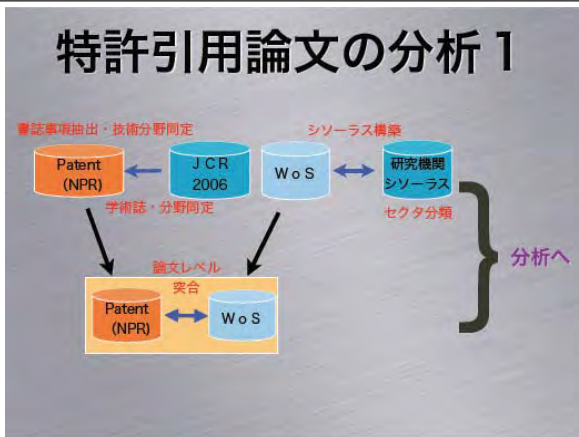 特許引用論文の分析1
書誌事項抽出・技術分野同定
シソーラス構築
Patent
(NPR)
JCR
2006
WoS
研究機関
シソーラス
学術誌・分野同定
セクタ分類
分析へ
論文レベル
突合
Patent
(NPR)
WoS